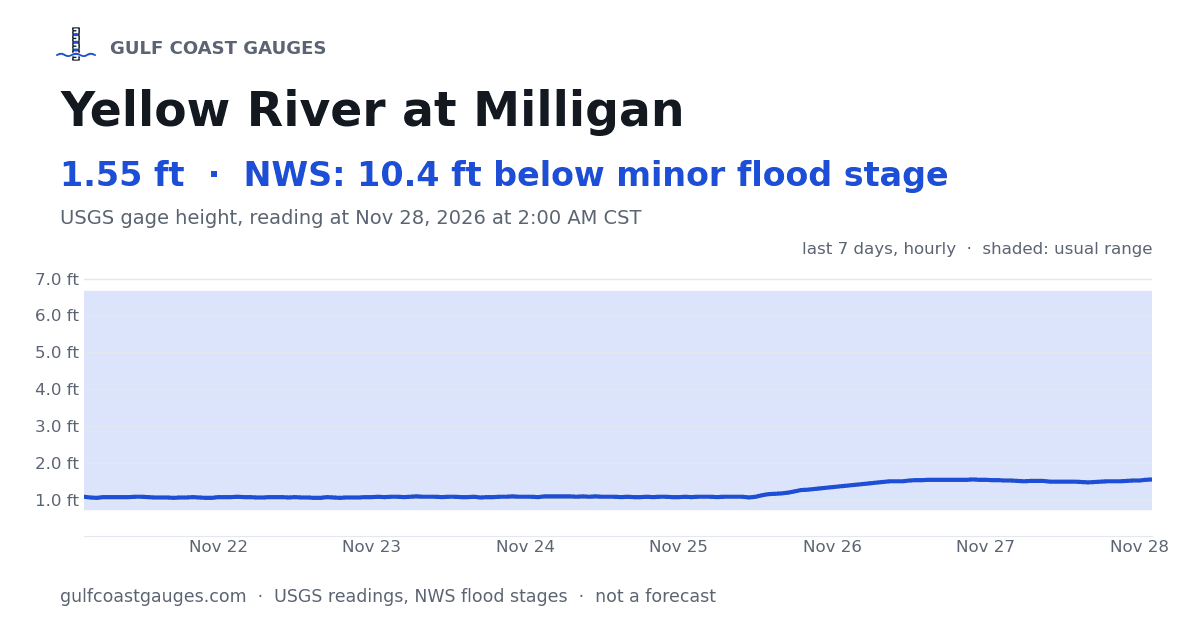 GULF COAST GAUGES
Yellow River at Milligan
1.55 ft · NWS: 10.4 ft below minor flood stage
USGS gage height, reading at Nov 28, 2026 at 2:00 AM CST
last 7 days, hourly · shaded: usual range
7.0 ft
6.0 ft
5.0 ft
4.0 ft
3.0 ft
2.0 ft
1.0 ft
Nov 22 Nov 23 Nov 24 Nov 25 Nov 26 Nov 27 Nov 28
gulfcoastgauges.com · USGS readings, NWS flood stages · not a forecast